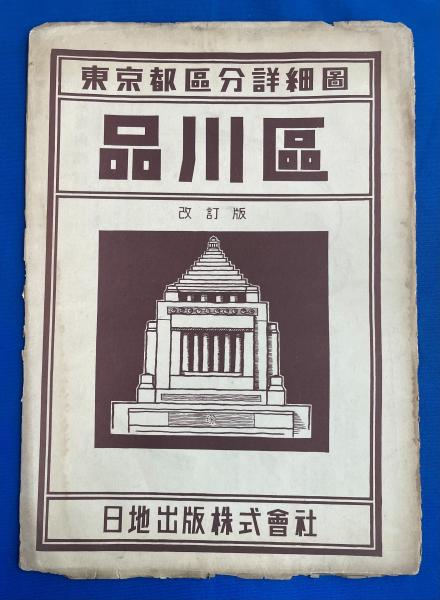 東京都區分詳細圖
品川區
改訂版
日地出版株式會社